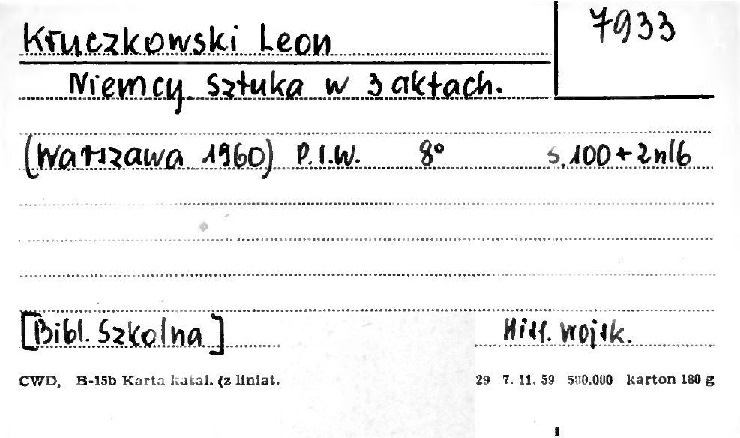 Kruczkowski Leon
7933
Niemcy. Sztuka w 3 aktach.
(Warszawa 1960) P.I.W. 8° s. 100 + 2nlb
[Bibl. Szkolna] Hist. wojsk.
CWD, B-15b Karta katal. (z liniat. 29 7. 11. 59 500.000 karton 180 g